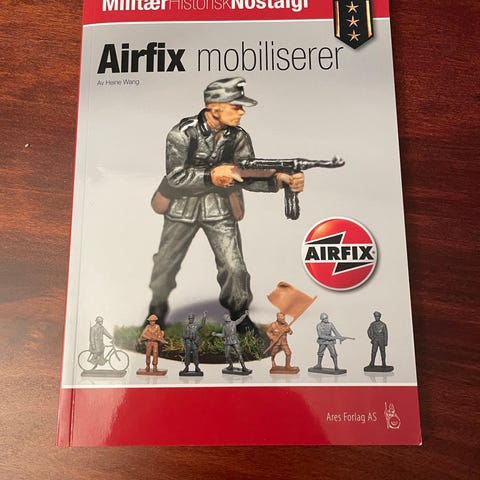 MilitærHistoriskNostalgi
Airfix mobiliserer
Av Heine Wang
AIRFIX
Ares Forlag AS